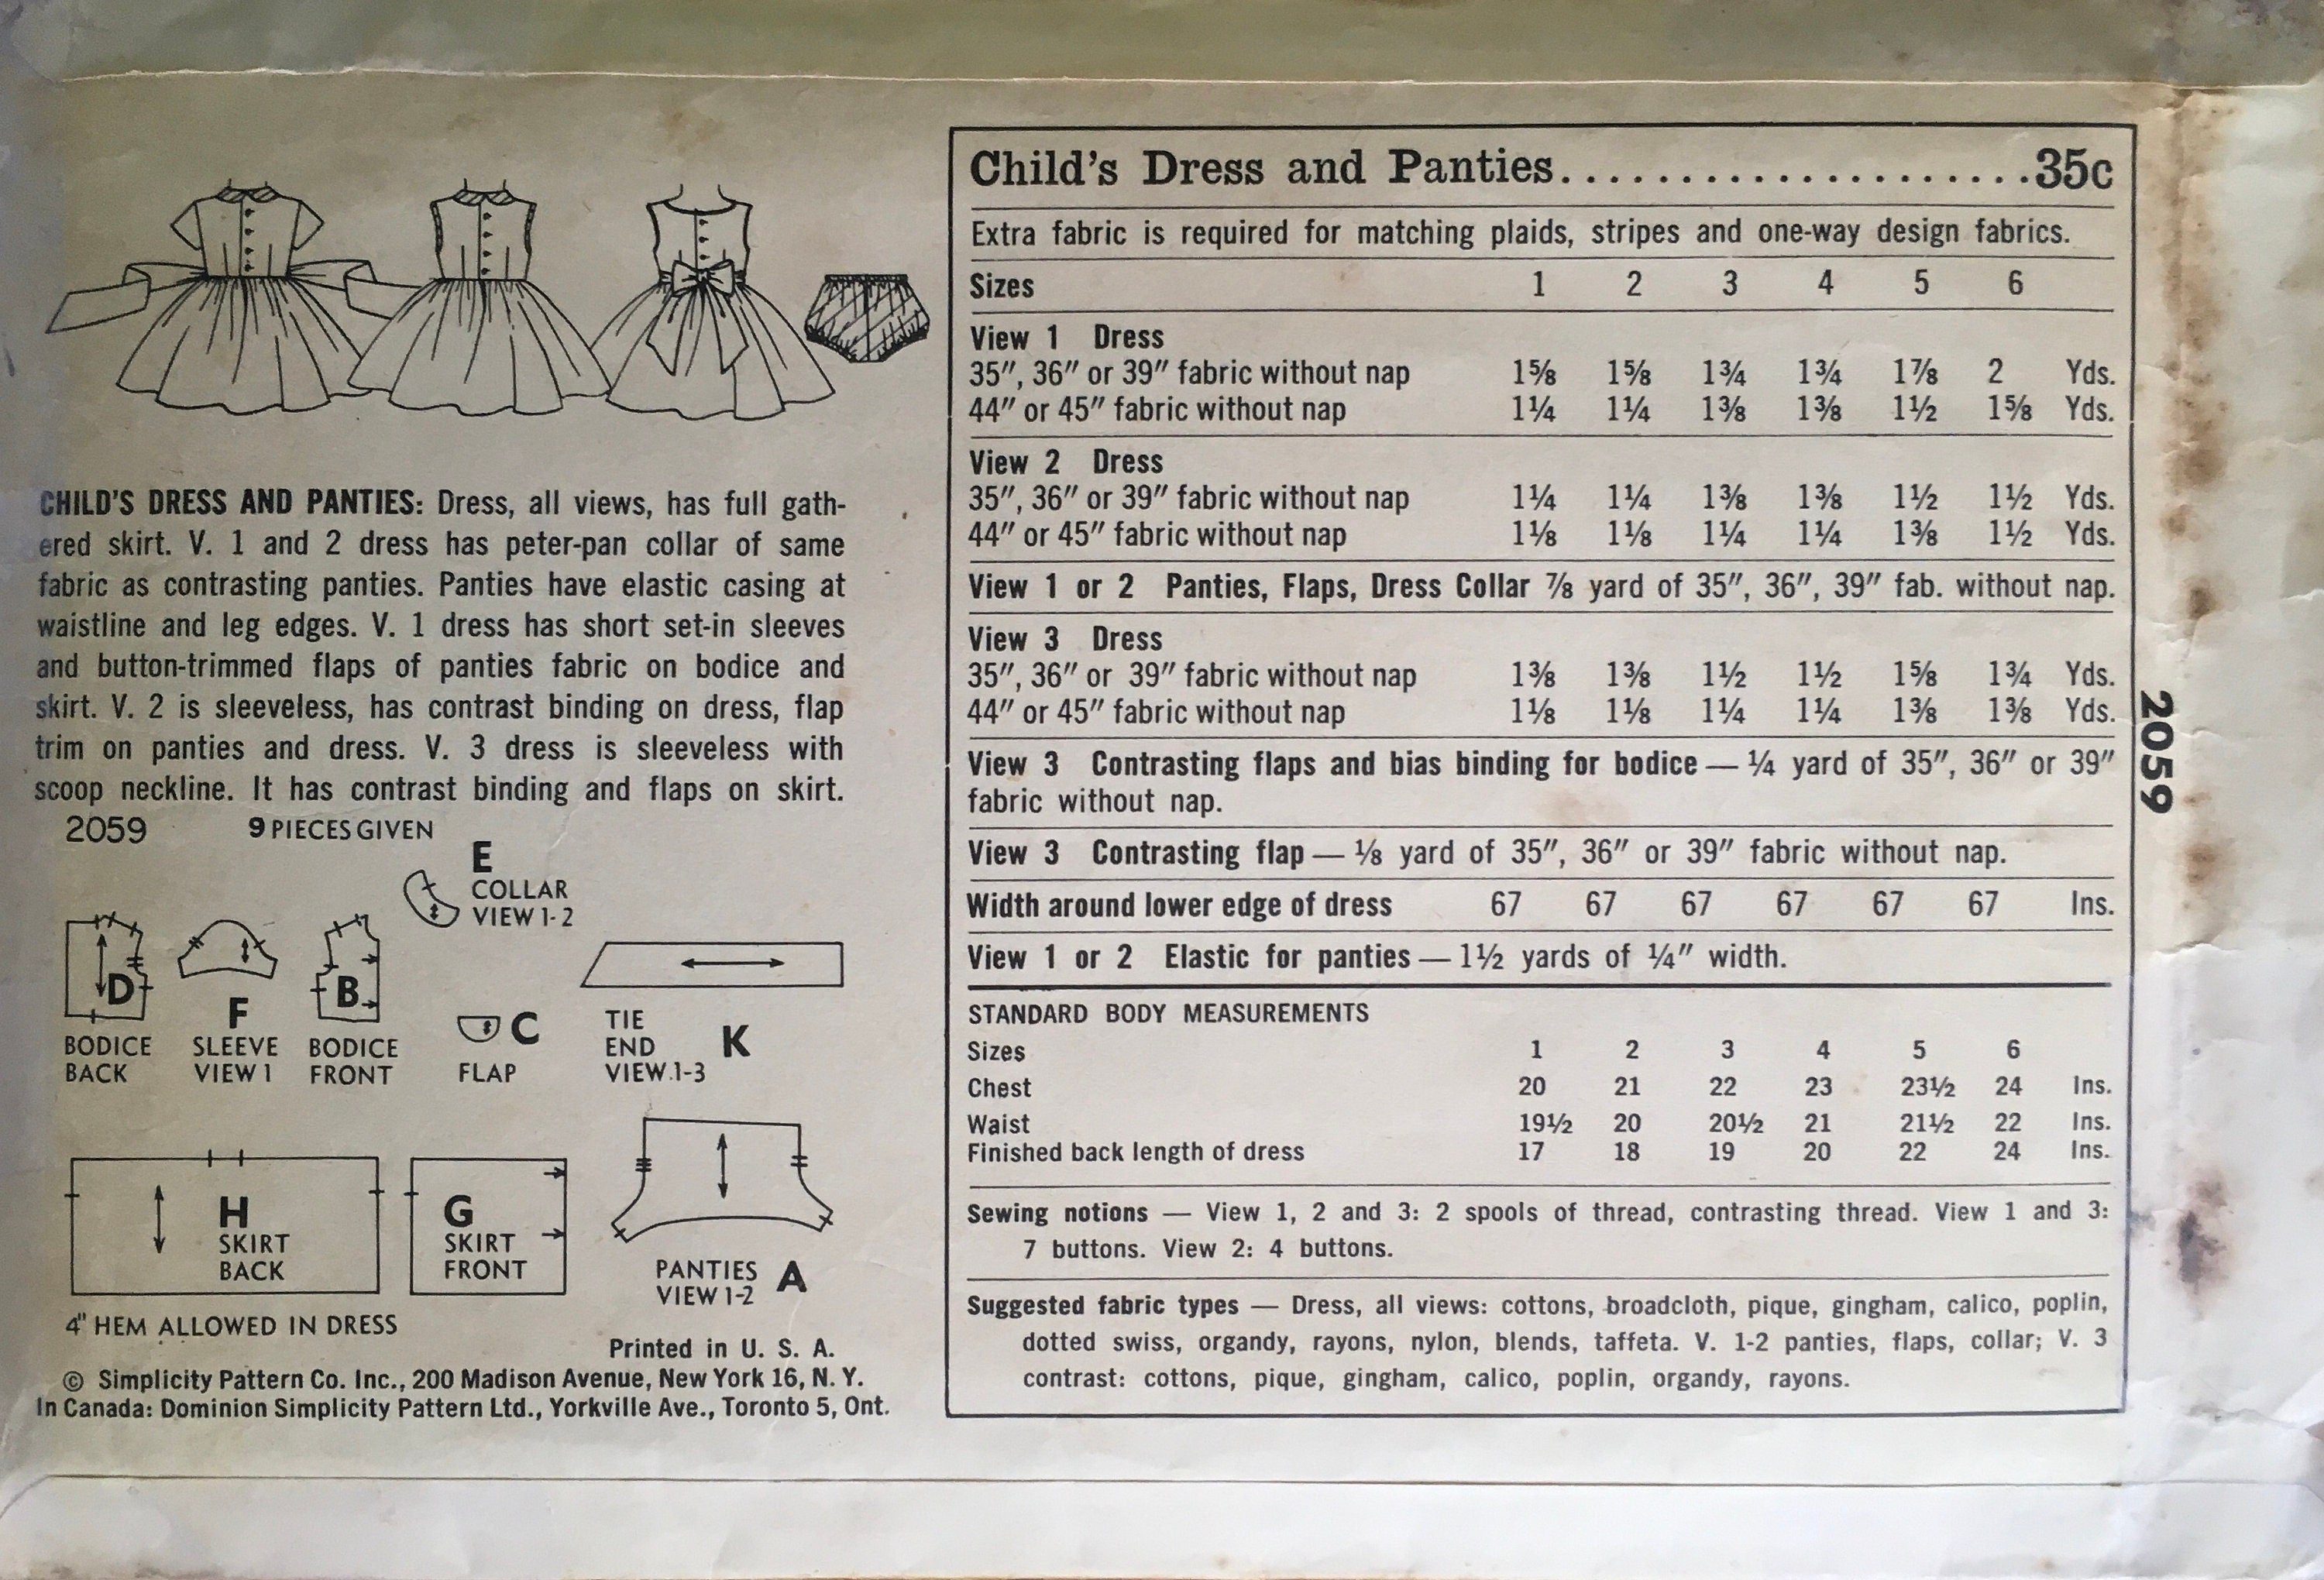 CHILD'S DRESS AND PANTIES: Dress, all views, has full gath-
ered skirt. V. 1 and 2 dress has peter-pan collar of same
fabric as contrasting panties. Panties have elastic casing at
waistline and leg edges. V. 1 dress has short set-in sleeves
and button-trimmed flaps of panties fabric on bodice and
skirt. V. 2 is sleeveless, has contrast binding on dress, flap
trim on panties and dress. V. 3 dress is sleeveless with
scoop neckline. It has contrast binding and flaps on skirt.
2059 9 PIECES GIVEN
E
COLLAR
VIEW 1-2
D
BODICE
BACK
F
SLEEVE
VIEW 1
B
BODICE
FRONT
C
FLAP
TIE
END
VIEW 1-3
K
H
SKIRT
BACK
G
SKIRT
FRONT
PANTIES
VIEW 1-2
A
4" HEM ALLOWED IN DRESS
Printed in U. S. A.
© Simplicity Pattern Co. Inc., 200 Madison Avenue, New York 16, N. Y.
In Canada: Dominion Simplicity Pattern Ltd., Yorkville Ave., Toronto 5, Ont.
Child's Dress and Panties....................35c
Extra fabric is required for matching plaids, stripes and one-way design fabrics.
Sizes 1 2 3 4 5 6
View 1 Dress
35", 36" or 39" fabric without nap 1⅝ 1⅝ 1¾ 1¾ 1⅞ 2 Yds.
44" or 45" fabric without nap 1¼ 1¼ 1⅜ 1⅜ 1½ 1⅝ Yds.
View 2 Dress
35", 36" or 39" fabric without nap 1¼ 1¼ 1⅜ 1⅜ 1½ 1½ Yds.
44" or 45" fabric without nap 1⅛ 1⅛ 1¼ 1¼ 1⅜ 1½ Yds.
View 1 or 2 Panties, Flaps, Dress Collar ⅞ yard of 35", 36", 39" fab. without nap.
View 3 Dress
35", 36" or 39" fabric without nap 1⅜ 1⅜ 1½ 1½ 1⅝ 1¾ Yds.
44" or 45" fabric without nap 1⅛ 1⅛ 1¼ 1¼ 1⅜ 1⅜ Yds.
View 3 Contrasting flaps and bias binding for bodice — ¼ yard of 35", 36" or 39"
fabric without nap.
View 3 Contrasting flap — ⅛ yard of 35", 36" or 39" fabric without nap.
Width around lower edge of dress 67 67 67 67 67 67 Ins.
View 1 or 2 Elastic for panties — 1½ yards of ¼" width.
STANDARD BODY MEASUREMENTS
Sizes 1 2 3 4 5 6
Chest 20 21 22 23 23½ 24 Ins.
Waist 19½ 20 20½ 21 21½ 22 Ins.
Finished back length of dress 17 18 19 20 22 24 Ins.
Sewing notions — View 1, 2 and 3: 2 spools of thread, contrasting thread. View 1 and 3:
7 buttons. View 2: 4 buttons.
Suggested fabric types — Dress, all views: cottons, broadcloth, pique, gingham, calico, poplin,
dotted swiss, organdy, rayons, nylon, blends, taffeta. V. 1-2 panties, flaps, collar; V. 3
contrast: cottons, pique, gingham, calico, poplin, organdy, rayons.
2059